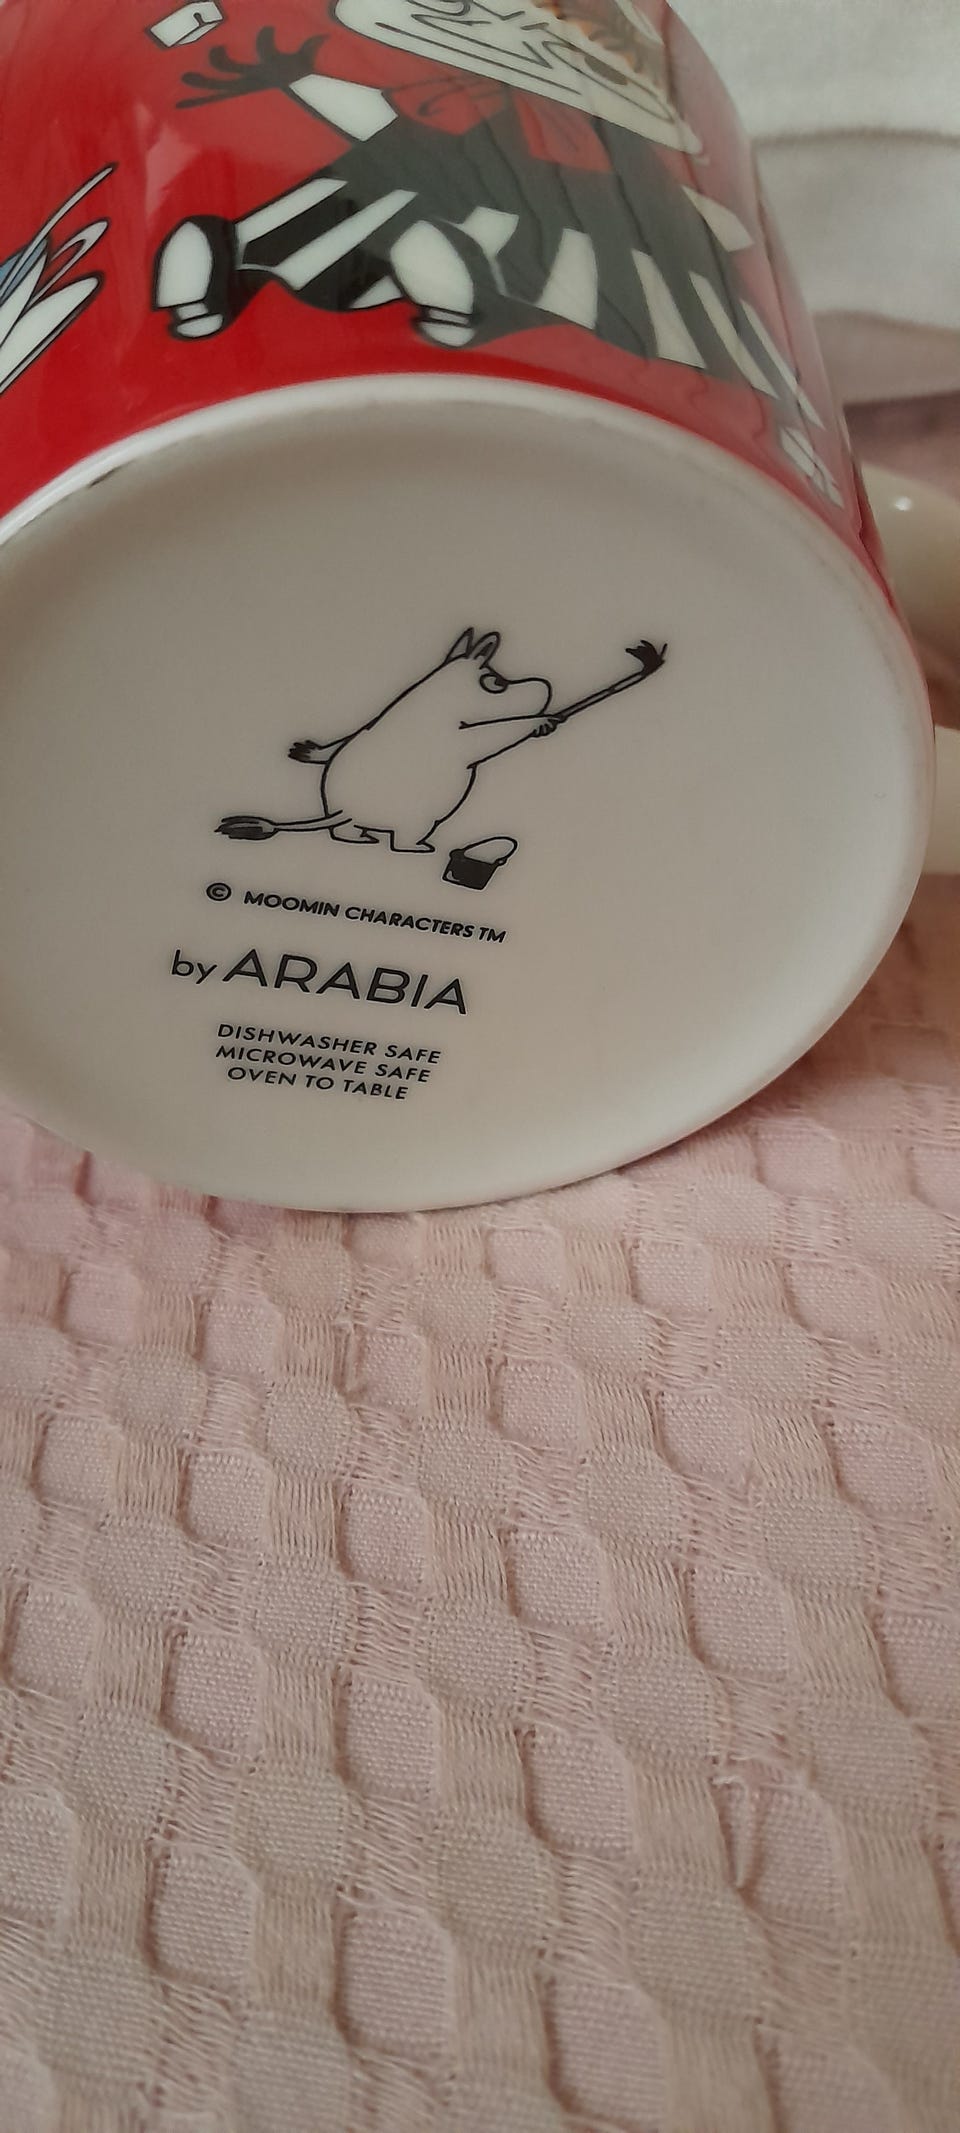 © MOOMIN CHARACTERS TM
by ARABIA
DISHWASHER SAFE
MICROWAVE SAFE
OVEN TO TABLE